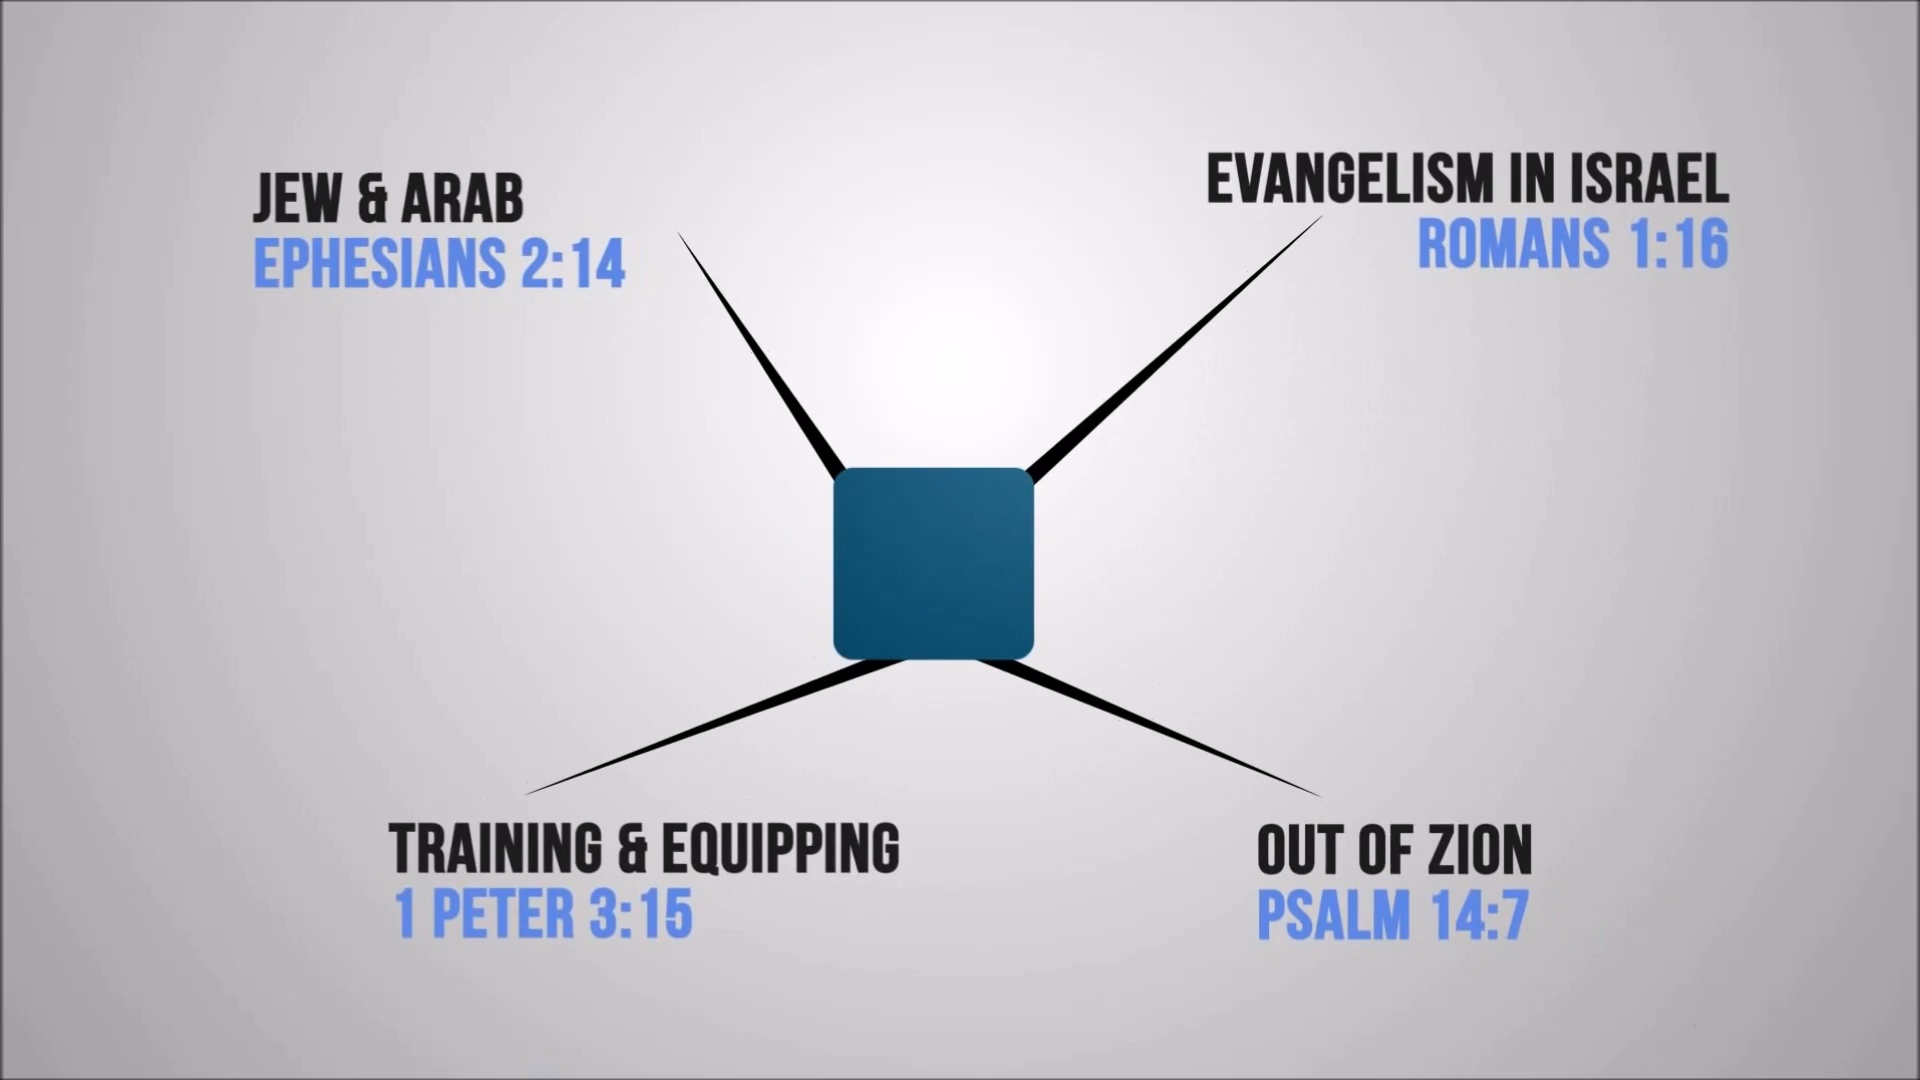 JEW & ARAB
EPHESIANS 2:14
EVANGELISM IN ISRAEL
ROMANS 1:16
TRAINING & EQUIPPING
1 PETER 3:15
OUT OF ZION
PSALM 14:7